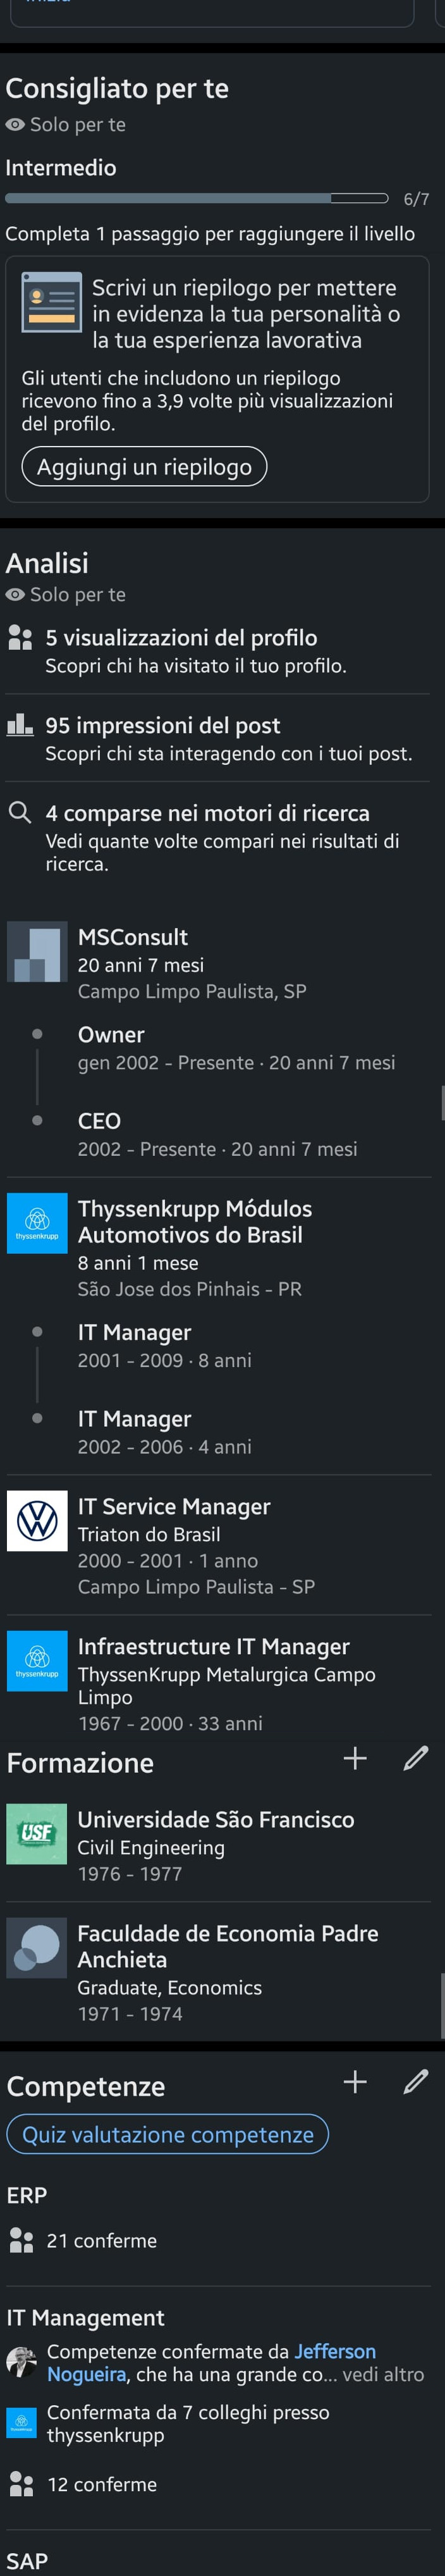 Consigliato per te
Solo per te
Intermedio
6/7
Completa 1 passaggio per raggiungere il livello
Scrivi un riepilogo per mettere
in evidenza la tua personalità o
la tua esperienza lavorativa
Gli utenti che includono un riepilogo
ricevono fino a 3,9 volte più visualizzazioni
del profilo.
Aggiungi un riepilogo
Analisi
Solo per te
5 visualizzazioni del profilo
Scopri chi ha visitato il tuo profilo.
95 impressioni del post
Scopri chi sta interagendo con i tuoi post.
4 comparse nei motori di ricerca
Vedi quante volte compari nei risultati di
ricerca.
MSConsult
20 anni 7 mesi
Campo Limpo Paulista, SP
Owner
gen 2002 - Presente · 20 anni 7 mesi
CEO
2002 - Presente · 20 anni 7 mesi
Thyssenkrupp Módulos
Automotivos do Brasil
thyssenkrupp
8 anni 1 mese
São Jose dos Pinhais - PR
IT Manager
2001 - 2009 · 8 anni
IT Manager
2002 - 2006 · 4 anni
IT Service Manager
Triaton do Brasil
2000 - 2001 · 1 anno
Campo Limpo Paulista - SP
Infraestructure IT Manager
thyssenkrupp
ThyssenKrupp Metalurgica Campo
Limpo
1967 - 2000 · 33 anni
Formazione
USF
Universidade São Francisco
Civil Engineering
1976 - 1977
Faculdade de Economia Padre
Anchieta
Graduate, Economics
1971 - 1974
Competenze
Quiz valutazione competenze
ERP
21 conferme
IT Management
Competenze confermate da Jefferson
Nogueira, che ha una grande co... vedi altro
Confermata da 7 colleghi presso
thyssenkrupp
12 conferme
SAP